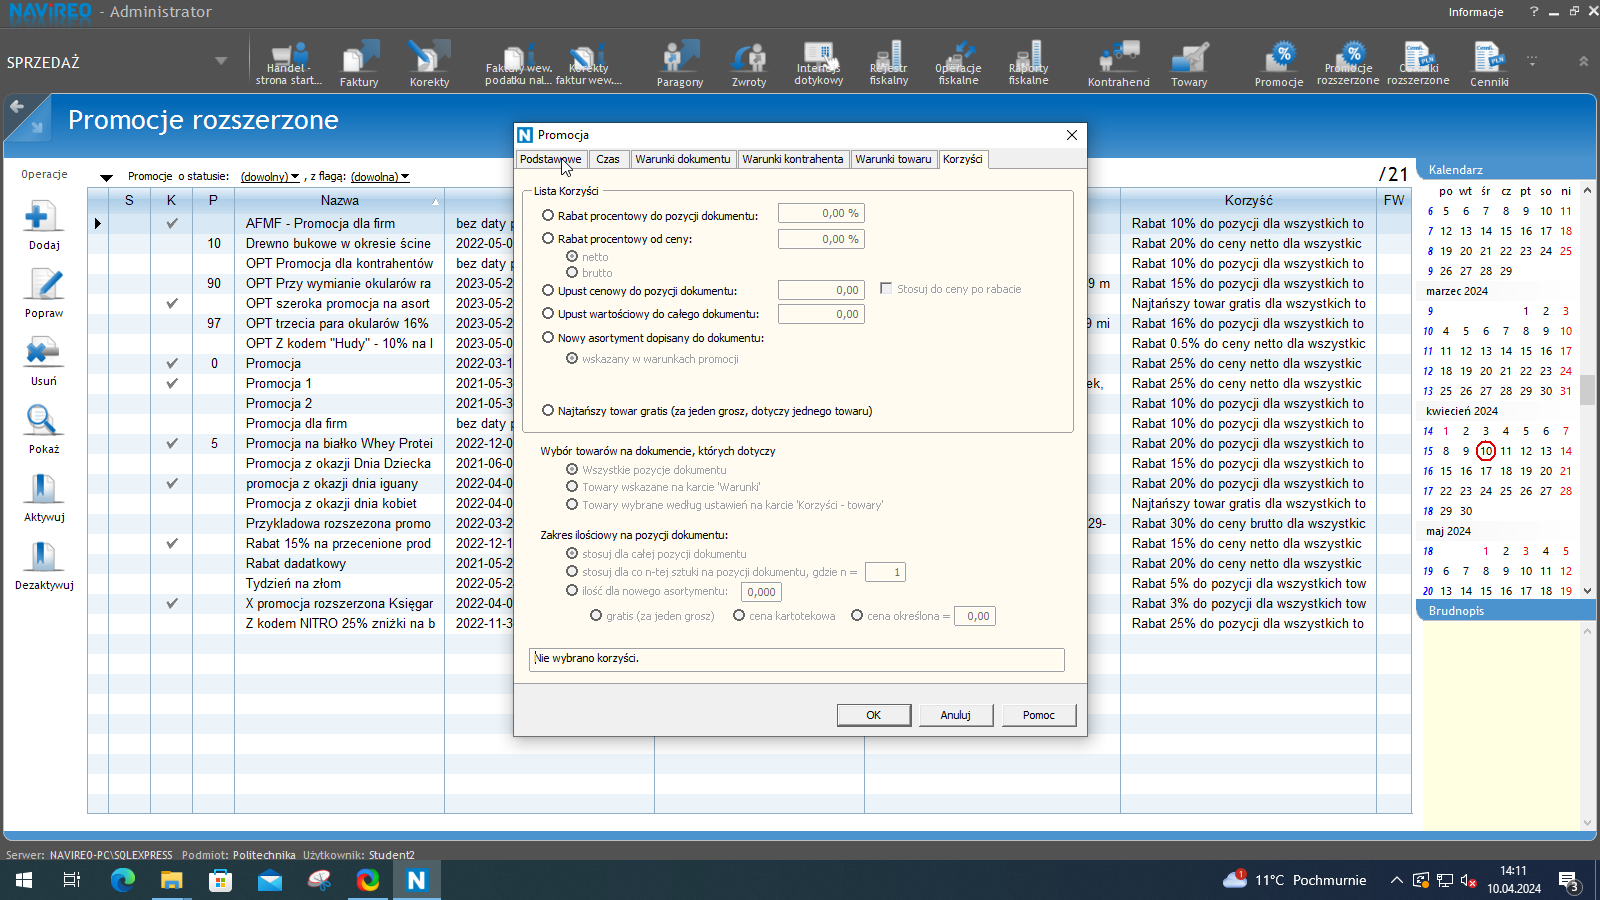 NAVIREO - Administrator
Informacje
?
SPRZEDAŻ
Handel - strona start...
Faktury
Korekty
Faktury wew. podatku nal...
Korekty faktur wew....
Paragony
Zwroty
Interfejs dotykowy
Rejestr fiskalny
Operacje fiskalne
Raporty fiskalne
Kontrahenci
Towary
Promocje
Promocje rozszerzone
Cenniki rozszerzone
Cenniki
Promocje rozszerzone
Operacje
Dodaj
Popraw
Usuń
Pokaż
Aktywuj
Dezaktywuj
Promocje o statusie: (dowolny) , z flagą: (dowolna)
/21
S K P Nazwa Korzyść FW
AFMF - Promocja dla firm bez daty p Rabat 10% do pozycji dla wszystkich to
10 Drewno bukowe w okresie ścine 2022-05-0 Rabat 20% do ceny netto dla wszystkic
OPT Promocja dla kontrahentów bez daty p Rabat 10% do pozycji dla wszystkich to
90 OPT Przy wymianie okularów ra 2023-05-2 9 m Rabat 15% do pozycji dla wszystkich to
OPT szeroka promocja na asort 2022-05-2 Najtańszy towar gratis dla wszystkich to
97 OPT trzecia para okularów 16% 2023-05-2 9 mi Rabat 16% do pozycji dla wszystkich to
OPT Z kodem "Hudy" - 10% na l 2023-05-0 Rabat 0.5% do ceny netto dla wszystkic
0 Promocja 2022-03-1 Rabat 25% do ceny netto dla wszystkic
Promocja 1 2021-05-3 ek, Rabat 25% do ceny netto dla wszystkic
Promocja 2 2021-05-3 Rabat 10% do pozycji dla wszystkich to
Promocja dla firm bez daty p Rabat 10% do pozycji dla wszystkich to
5 Promocja na białko Whey Protei 2022-12-0 Rabat 20% do pozycji dla wszystkich to
Promocja z okazji Dnia Dziecka 2021-06-0 Rabat 15% do pozycji dla wszystkich to
promocja z okazji dnia iguany 2022-04-0 Rabat 20% do pozycji dla wszystkich to
Promocja z okazji dnia kobiet 2022-04-0 Najtańszy towar gratis dla wszystkich to
Przykladowa rozszezona promo 2022-03-2 29- Rabat 30% do ceny brutto dla wszystkic
Rabat 15% na przecenione prod 2022-12-1 Rabat 15% do ceny netto dla wszystkic
Rabat dadatkowy 2021-05-2 Rabat 20% do ceny netto dla wszystkic
Tydzień na złom 2022-05-2 Rabat 5% do pozycji dla wszystkich tow
X promocja rozszerzona Księgar 2022-04-0 Rabat 3% do pozycji dla wszystkich tow
Z kodem NITRO 25% zniżki na b 2022-11-3 Rabat 25% do pozycji dla wszystkich to
N Promocja
Podstawowe Czas Warunki dokumentu Warunki kontrahenta Warunki towaru Korzyści
Lista Korzyści
Rabat procentowy do pozycji dokumentu: 0,00 %
Rabat procentowy od ceny: 0,00 %
netto
brutto
Upust cenowy do pozycji dokumentu: 0,00 Stosuj do ceny po rabacie
Upust wartościowy do całego dokumentu: 0,00
Nowy asortyment dopisany do dokumentu:
wskazany w warunkach promocji
Najtańszy towar gratis (za jeden grosz, dotyczy jednego towaru)
Wybór towarów na dokumencie, których dotyczy
Wszystkie pozycje dokumentu
Towary wskazane na karcie 'Warunki'
Towary wybrane według ustawień na karcie 'Korzyści - towary'
Zakres ilościowy na pozycji dokumentu:
stosuj dla całej pozycji dokumentu
stosuj dla co n-tej sztuki na pozycji dokumentu, gdzie n = 1
ilość dla nowego asortymentu: 0,000
gratis (za jeden grosz) cena kartotekowa cena określona = 0,00
Nie wybrano korzyści.
OK Anuluj Pomoc
Kalendarz
po wt śr cz pt so ni
6 5 6 7 8 9 10 11
7 12 13 14 15 16 17 18
8 19 20 21 22 23 24 25
9 26 27 28 29
marzec 2024
9 1 2 3
10 4 5 6 7 8 9 10
11 11 12 13 14 15 16 17
12 18 19 20 21 22 23 24
13 25 26 27 28 29 30 31
kwiecień 2024
14 1 2 3 4 5 6 7
15 8 9 10 11 12 13 14
16 15 16 17 18 19 20 21
17 22 23 24 25 26 27 28
18 29 30
maj 2024
18 1 2 3 4 5
19 6 7 8 9 10 11 12
20 13 14 15 16 17 18 19
Brudnopis
Serwer: NAVIREO-PC\SQLEXPRESS Podmiot: Politechnika Użytkownik: Student2
N
1
11°C Pochmurnie
14:11
10.04.2024
3